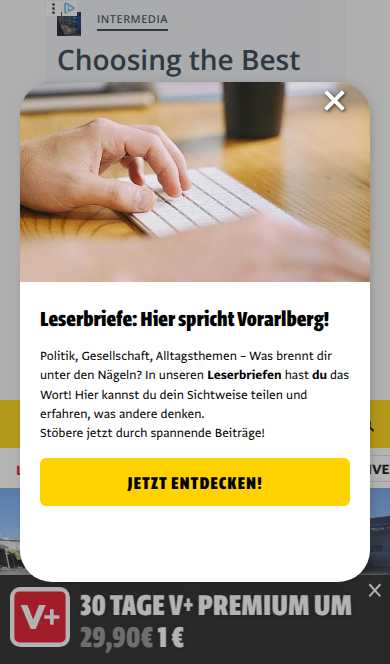 INTERMEDIA
Choosing the Best
Leserbriefe: Hier spricht Vorarlberg!
Politik, Gesellschaft, Alltagsthemen – Was brennt dir
unter den Nägeln? In unseren Leserbriefen hast du das
Wort! Hier kannst du dein Sichtweise teilen und
erfahren, was andere denken.
Stöbere jetzt durch spannende Beiträge!
JETZT ENTDECKEN!
V+
30 TAGE V+ PREMIUM UM
29,90€ 1 €